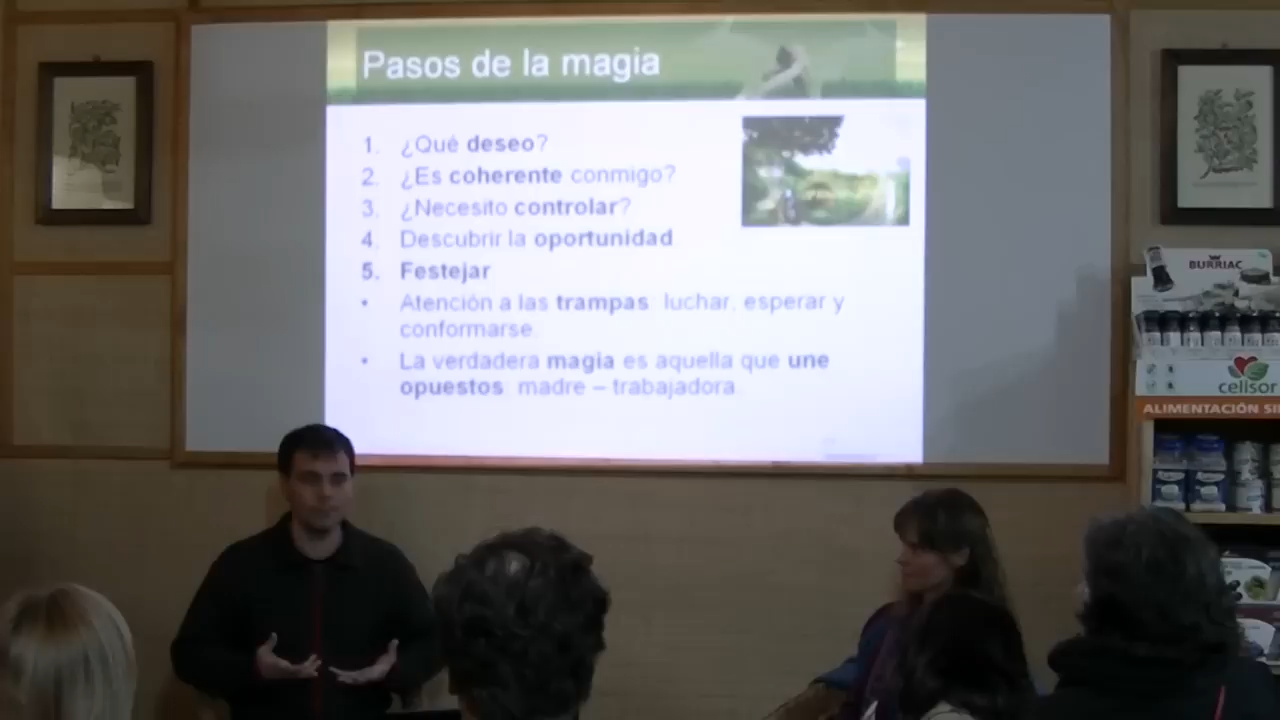 Pasos de la magia
1. ¿Qué deseo?
2. ¿Es coherente conmigo?
3. ¿Necesito controlar?
4. Descubrir la oportunidad
5. Festejar
• Atención a las trampas: luchar, esperar y
conformarse.
• La verdadera magia es aquella que une
opuestos: madre – trabajadora.
BURRIAC
celisor
ALIMENTACIÓN SI